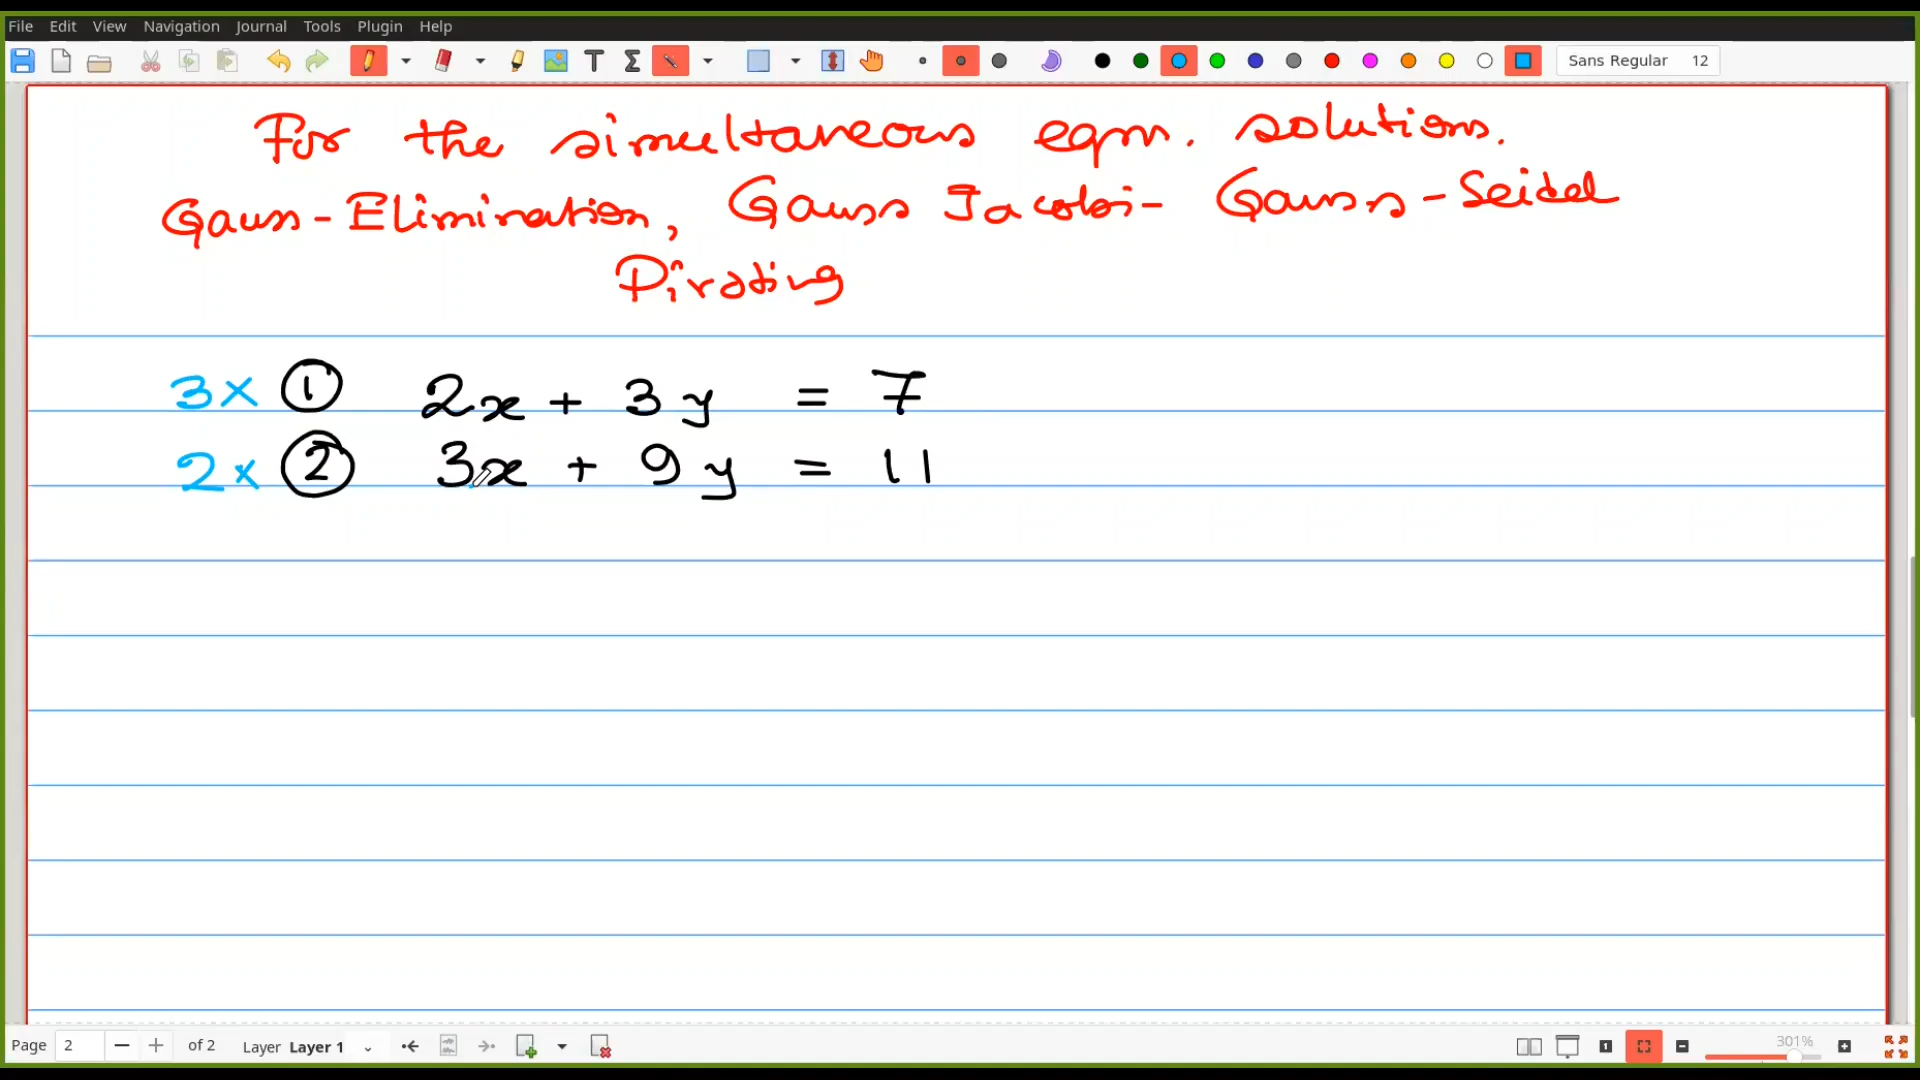 File Edit View Navigation Journal Tools Plugin Help
Sans Regular 12
For the simultaneous eqn. solutions.
Gauss-Elimination, Gauss Jacobi- Gauss-Seidel
Pivoting
3× ① 2x + 3y = 7
2× ② 3x + 9y = 11
Page 2 of 2 Layer Layer 1 301%